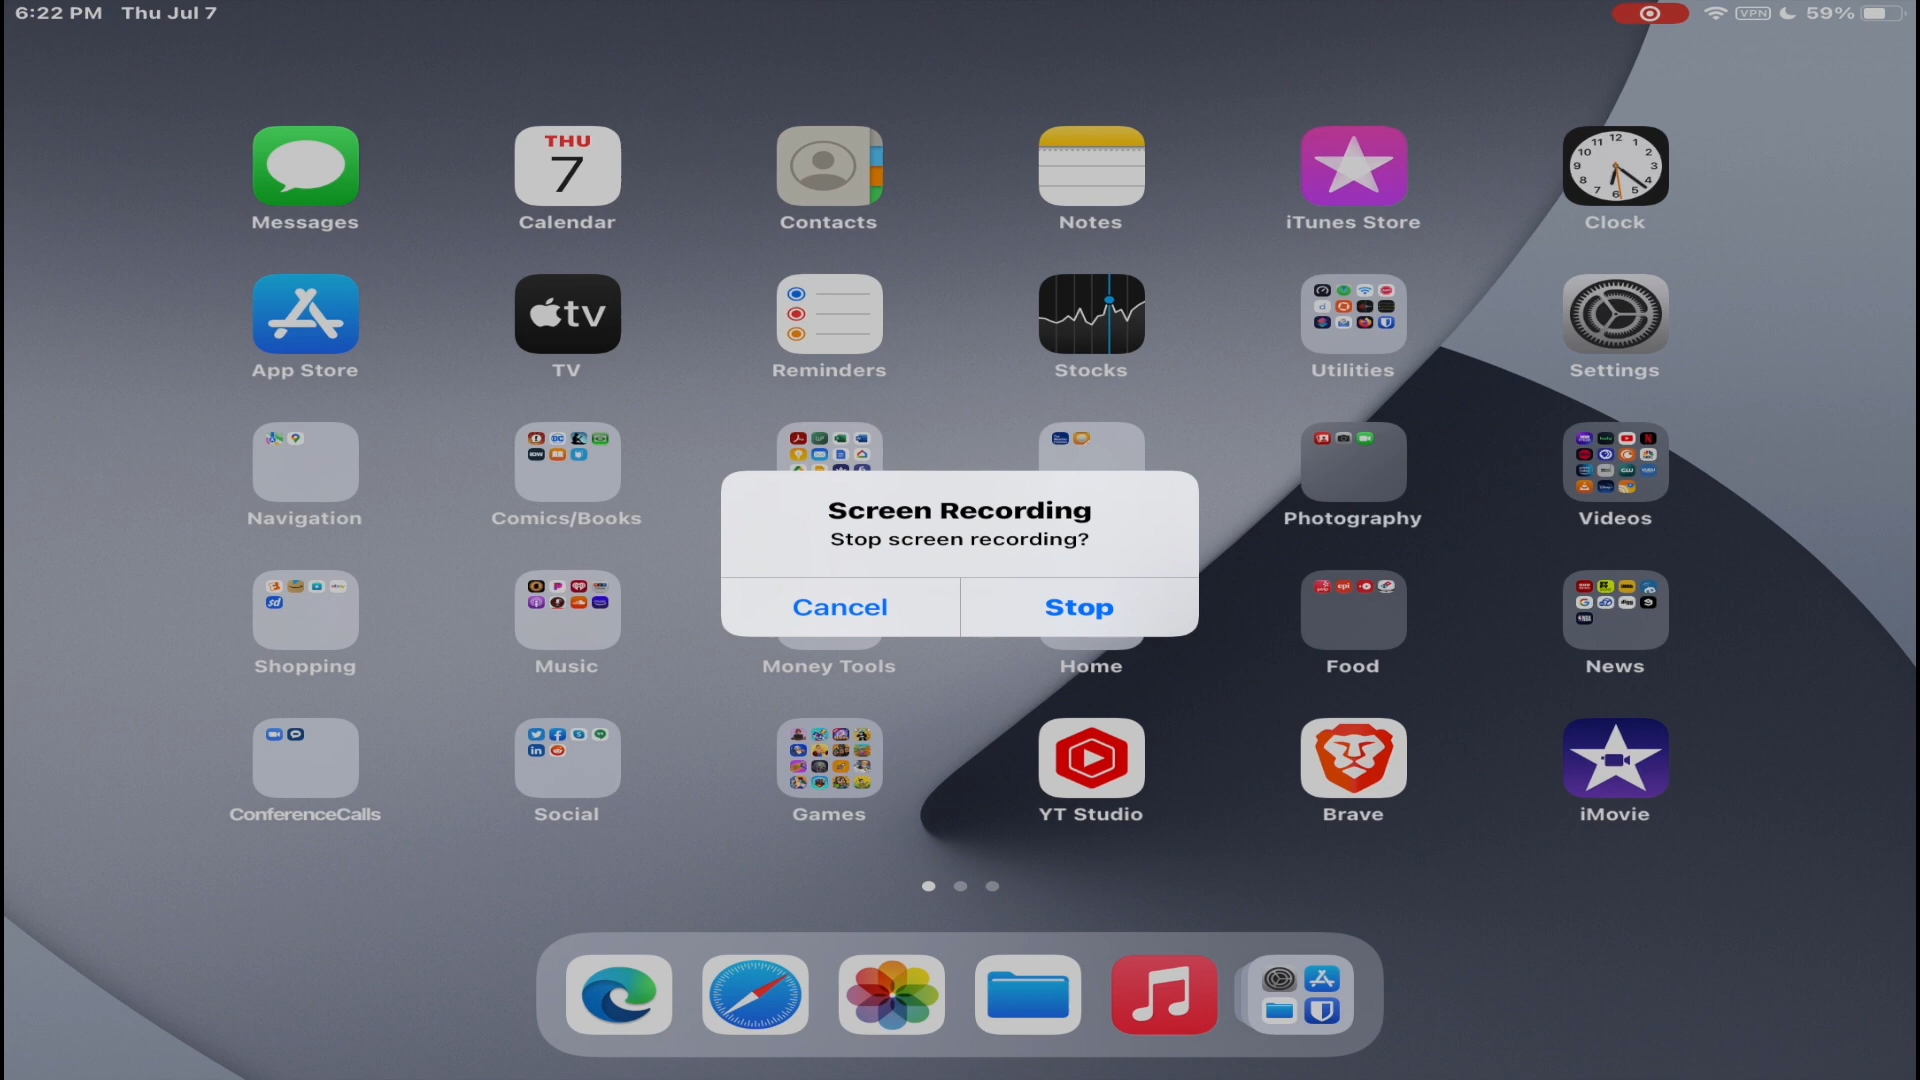 6:22 PM Thu Jul 7
VPN 59%
THU
7
Messages Calendar Contacts Notes iTunes Store Clock
tv
App Store TV Reminders Stocks Utilities Settings
Navigation Comics/Books Photography Videos
Screen Recording
Stop screen recording?
Cancel Stop
Shopping Music Money Tools Home Food News
ConferenceCalls Social Games YT Studio Brave iMovie